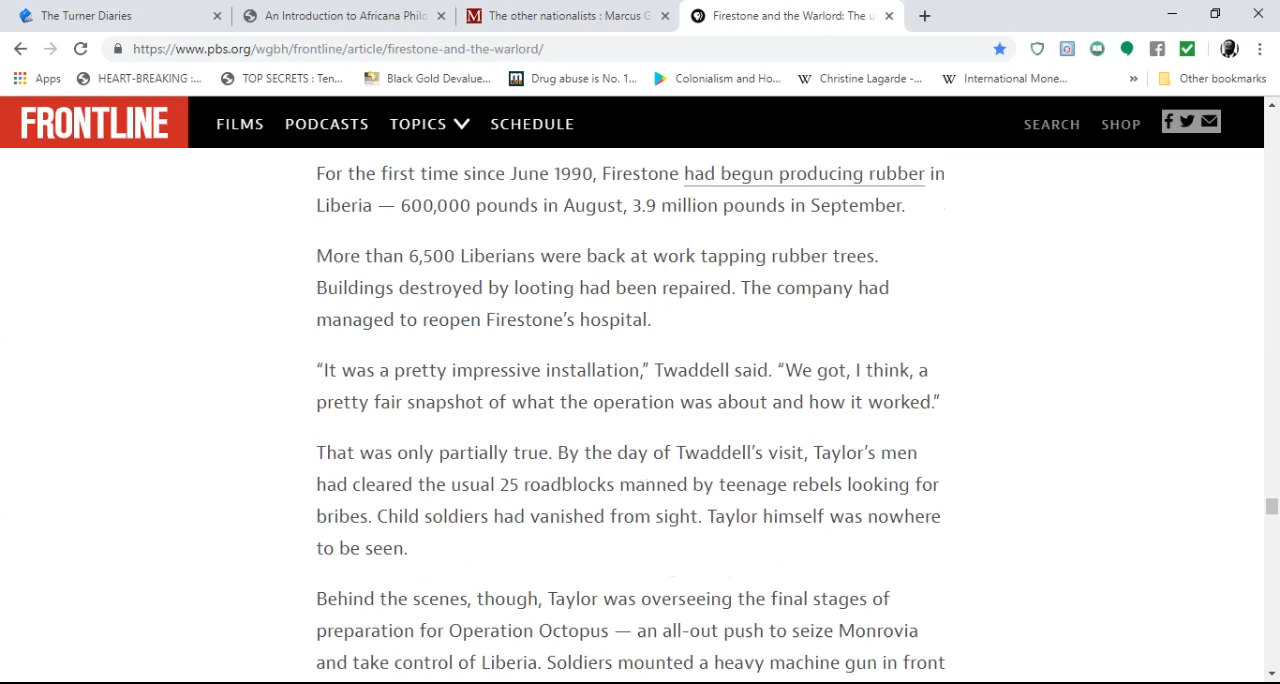 The Turner Diaries
An Introduction to Africana Philo
The other nationalists : Marcus G
Firestone and the Warlord: The u
https://www.pbs.org/wgbh/frontline/article/firestone-and-the-warlord/
Apps
HEART-BREAKING :...
TOP SECRETS : Ten...
Black Gold Devalue...
Drug abuse is No. 1...
Colonialism and Ho...
Christine Lagarde -...
International Mone...
Other bookmarks
FRONTLINE
FILMS
PODCASTS
TOPICS
SCHEDULE
SEARCH
SHOP
For the first time since June 1990, Firestone had begun producing rubber in
Liberia — 600,000 pounds in August, 3.9 million pounds in September.
More than 6,500 Liberians were back at work tapping rubber trees.
Buildings destroyed by looting had been repaired. The company had
managed to reopen Firestone’s hospital.
“It was a pretty impressive installation,” Twaddell said. “We got, I think, a
pretty fair snapshot of what the operation was about and how it worked.”
That was only partially true. By the day of Twaddell’s visit, Taylor’s men
had cleared the usual 25 roadblocks manned by teenage rebels looking for
bribes. Child soldiers had vanished from sight. Taylor himself was nowhere
to be seen.
Behind the scenes, though, Taylor was overseeing the final stages of
preparation for Operation Octopus — an all-out push to seize Monrovia
and take control of Liberia. Soldiers mounted a heavy machine gun in front